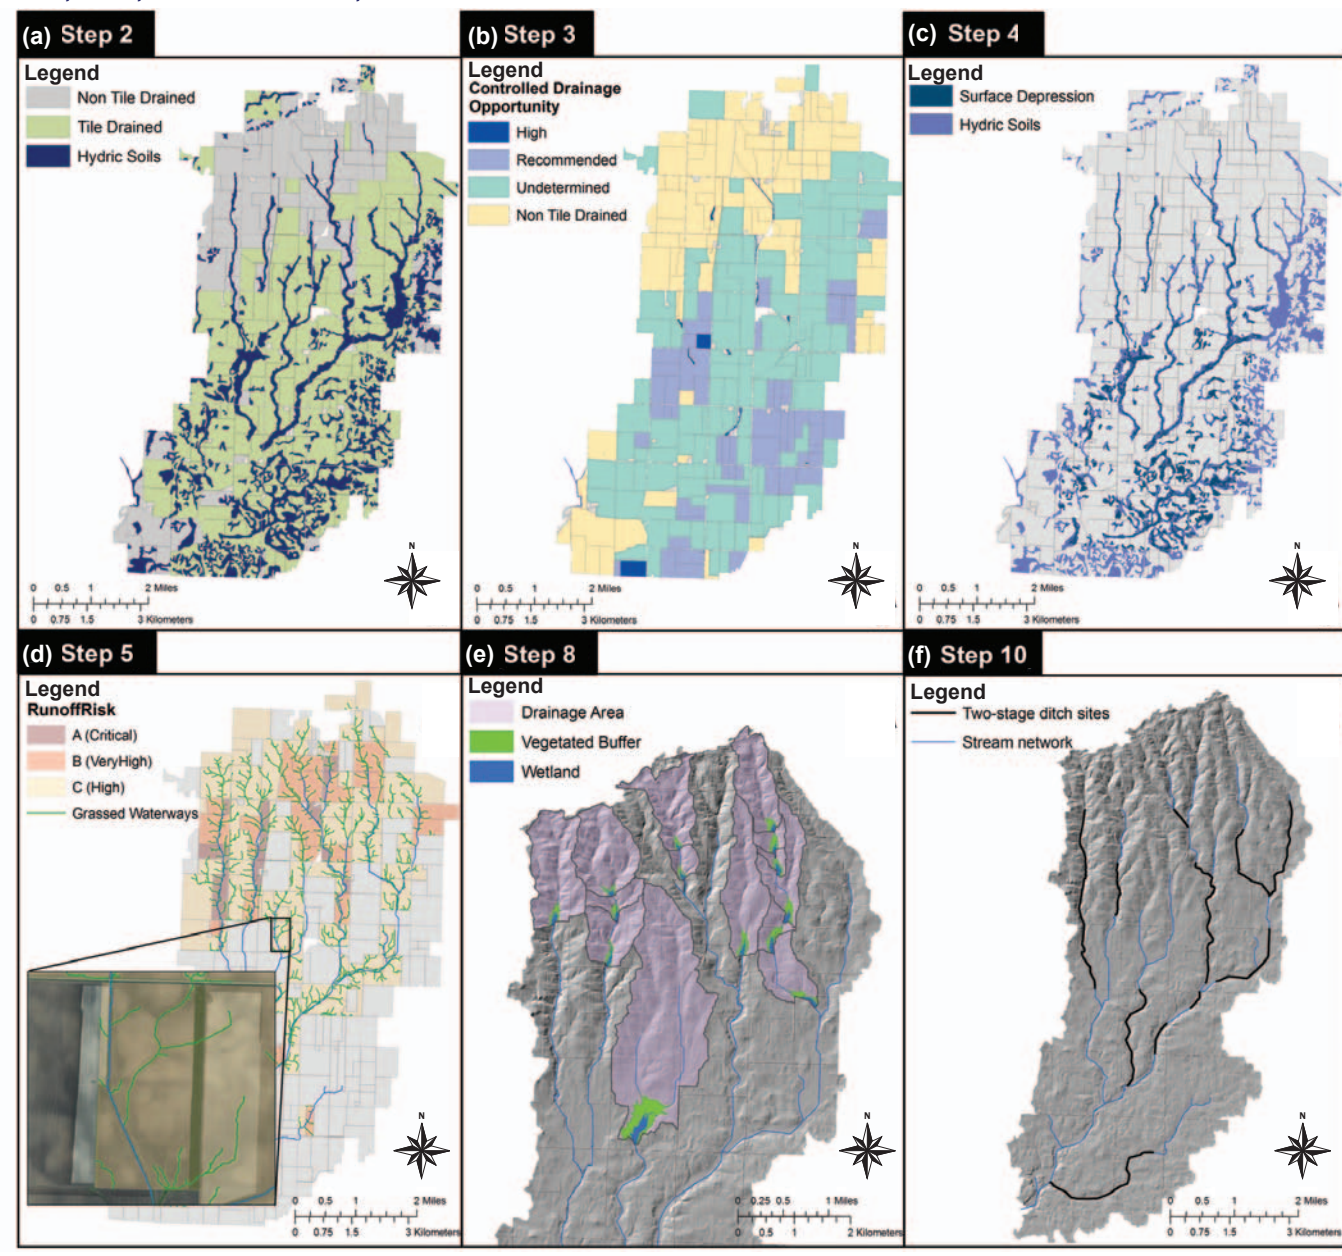 (a) Step 2
Legend
Non Tile Drained
Tile Drained
Hydric Soils
N
0 0.5 1 2 Miles
0 0.75 1.5 3 Kilometers
(b) Step 3
Legend
Controlled Drainage
Opportunity
High
Recommended
Undetermined
Non Tile Drained
N
0 0.5 1 2 Miles
0 0.75 1.5 3 Kilometers
(c) Step 4
Legend
Surface Depression
Hydric Soils
N
0 0.5 1 2 Miles
0 0.75 1.5 3 Kilometers
(d) Step 5
Legend
RunoffRisk
A (Critical)
B (VeryHigh)
C (High)
Grassed Waterways
N
0 0.5 1 2 Miles
0 0.75 1.5 3 Kilometers
(e) Step 8
Legend
Drainage Area
Vegetated Buffer
Wetland
N
0 0.25 0.5 1 Miles
0 0.5 1 2 Kilometers
(f) Step 10
Legend
Two-stage ditch sites
Stream network
N
0 0.5 1 2 Miles
0 0.75 1.5 3 Kilometers